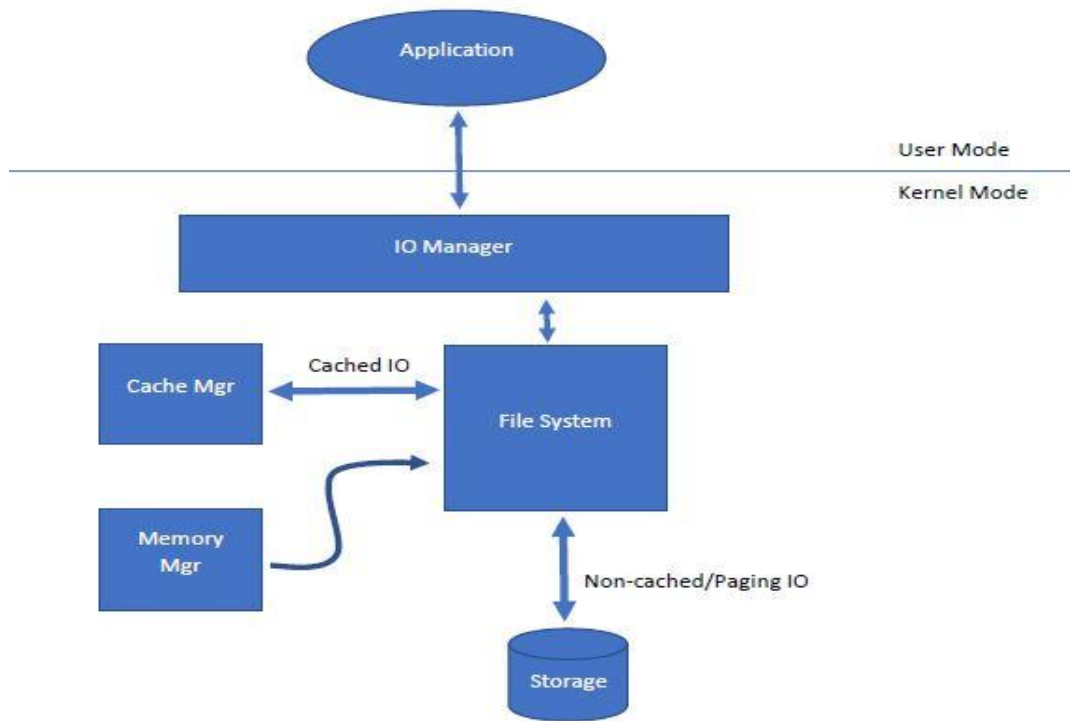 Application
User Mode
Kernel Mode
IO Manager
Cached IO
Cache Mgr
File System
Memory
Mgr
Non-cached/Paging IO
Storage